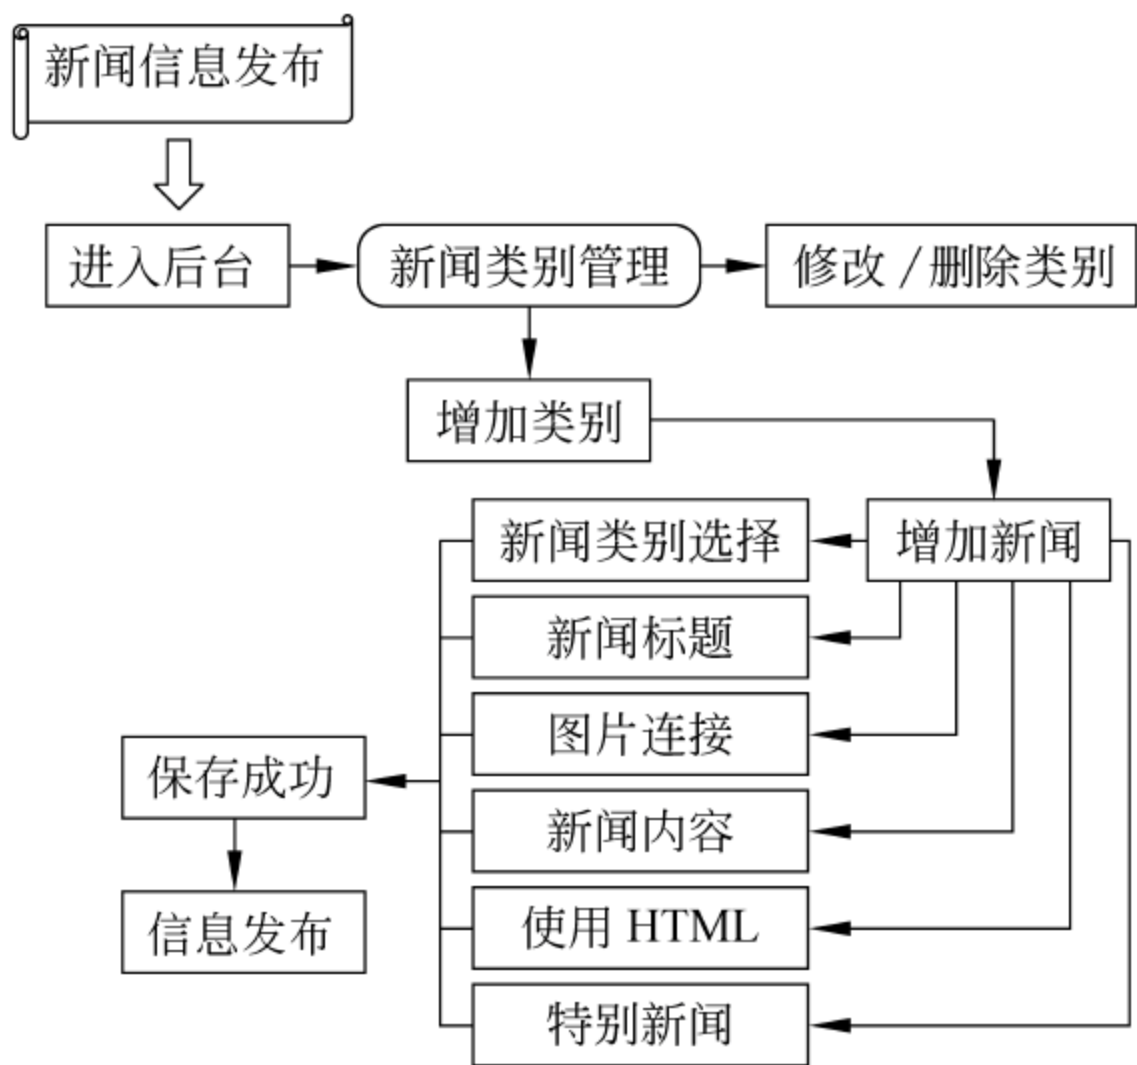 新闻信息发布
进入后台
新闻类别管理
修改/删除类别
增加类别
新闻类别选择
增加新闻
新闻标题
图片连接
保存成功
新闻内容
信息发布
使用 HTML
特别新闻